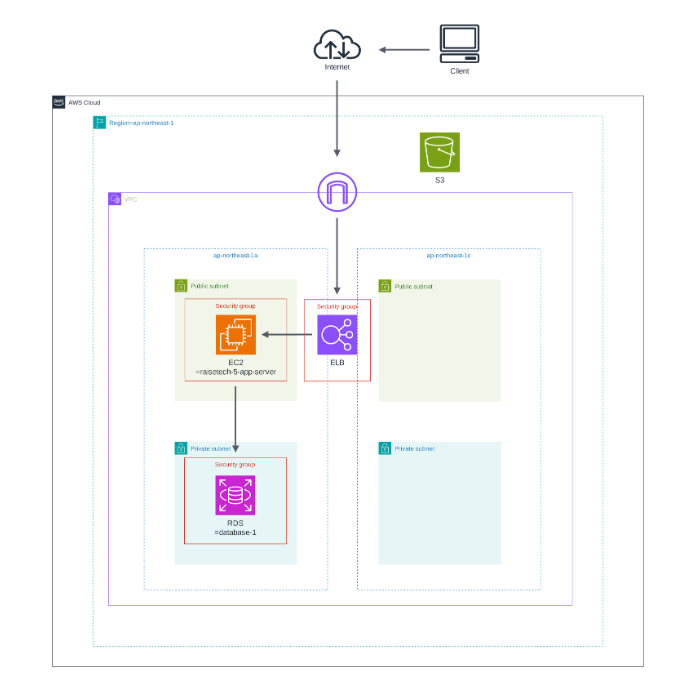 Internet
Client
aws
AWS Cloud
Region=ap-northeast-1
S3
VPC
ap-northeast-1a
ap-northeast-1c
Public subnet
Public subnet
Security group
Security group
EC2
=raisetech-5-app-server
ELB
Private subnet
Private subnet
Security group
RDS
=database-1